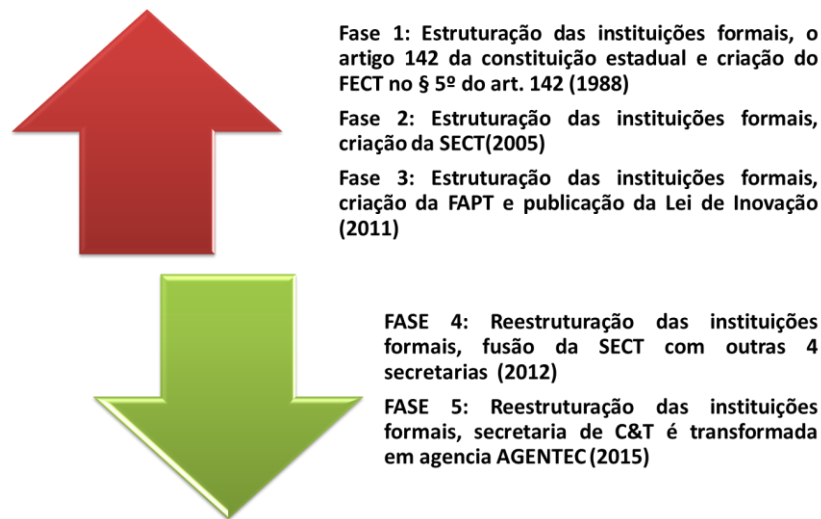 Fase 1: Estruturação das instituições formais, o
artigo 142 da constituição estadual e criação do
FECT no § 5º do art. 142 (1988)
Fase 2: Estruturação das instituições formais,
criação da SECT(2005)
Fase 3: Estruturação das instituições formais,
criação da FAPT e publicação da Lei de Inovação
(2011)
FASE 4: Reestruturação das instituições
formais, fusão da SECT com outras 4
secretarias (2012)
FASE 5: Reestruturação das instituições
formais, secretaria de C&T é transformada
em agencia AGENTEC (2015)